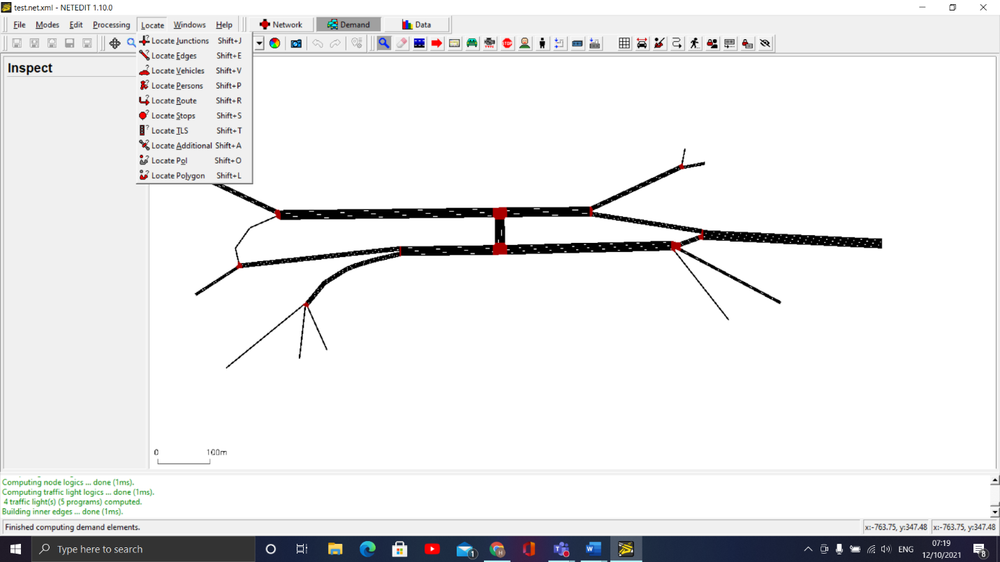 test.net.xml - NETEDIT 1.10.0
File Modes Edit Processing Locate Windows Help Network Demand Data
Locate Junctions Shift+J
Locate Edges Shift+E
Locate Vehicles Shift+V
Locate Persons Shift+P
Locate Route Shift+R
Locate Stops Shift+S
Locate TLS Shift+T
Locate Additional Shift+A
Locate PoI Shift+O
Locate Polygon Shift+L
STOP
Inspect
0 100m
Computing node logics ... done (1ms).
Computing traffic light logics ... done (1ms).
4 traffic light(s) (5 programs) computed.
Building inner edges ... done (1ms).
Finished computing demand elements.
x:-763.75, y:347.48 x:-763.75, y:347.48
Type here to search
1
H
W
ENG
07:19
12/10/2021
8